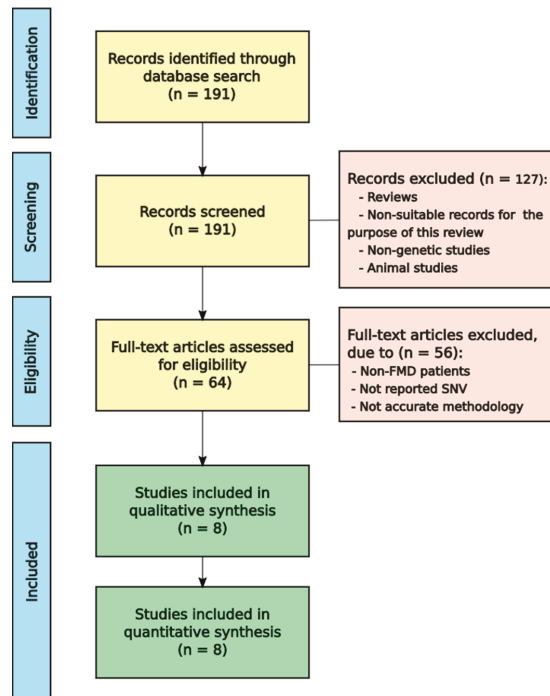 Identification
Records identified through
database search
(n = 191)
Screening
Records screened
(n = 191)
Records excluded (n = 127):
- Reviews
- Non-suitable records for the
purpose of this review
- Non-genetic studies
- Animal studies
Eligibility
Full-text articles assessed
for eligibility
(n = 64)
Full-text articles excluded,
due to (n = 56):
- Non-FMD patients
- Not reported SNV
- Not accurate methodology
Included
Studies included in
qualitative synthesis
(n = 8)
Studies included in
quantitative synthesis
(n = 8)